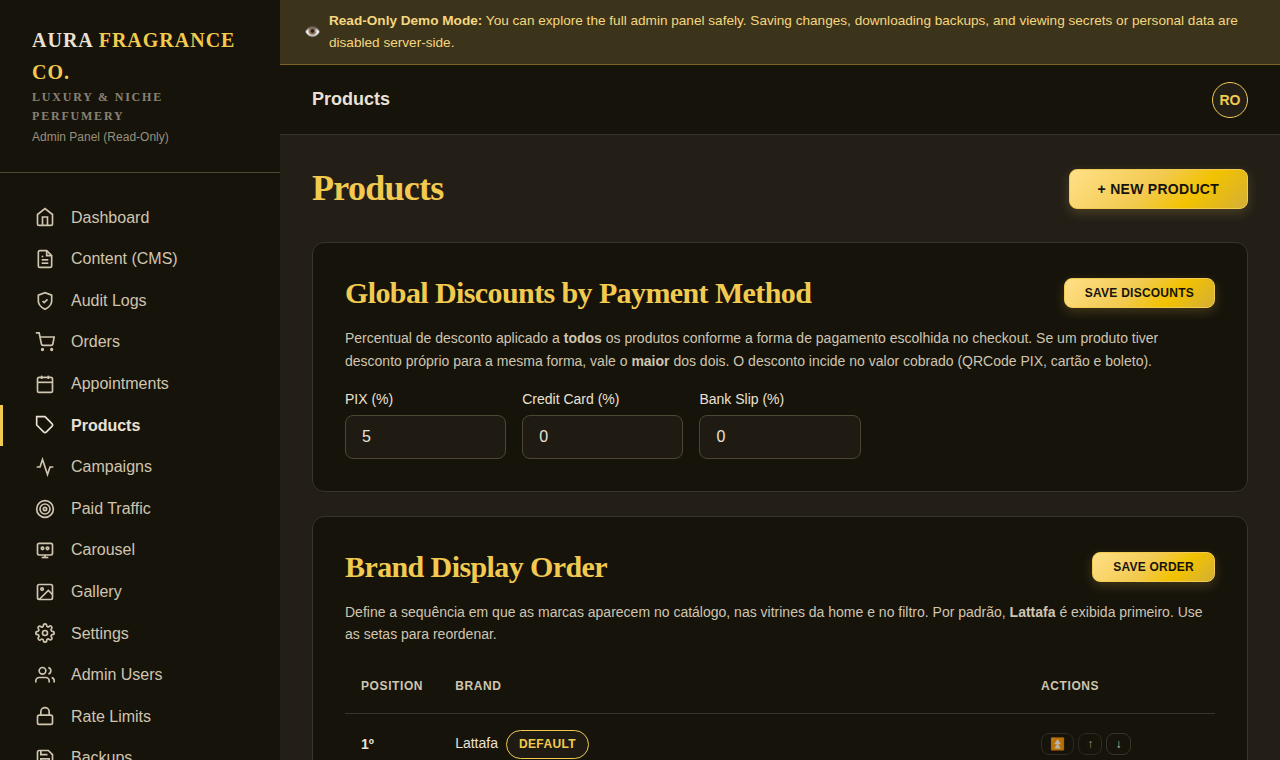 AURA FRAGRANCE
CO.
LUXURY & NICHE
PERFUMERY
Admin Panel (Read-Only)
Dashboard
Content (CMS)
Audit Logs
Orders
Appointments
Products
Campaigns
Paid Traffic
Carousel
Gallery
Settings
Admin Users
Rate Limits
Backups
Read-Only Demo Mode: You can explore the full admin panel safely. Saving changes, downloading backups, and viewing secrets or personal data are
disabled server-side.
Products
RO
Products
+ NEW PRODUCT
Global Discounts by Payment Method
SAVE DISCOUNTS
Percentual de desconto aplicado a todos os produtos conforme a forma de pagamento escolhida no checkout. Se um produto tiver
desconto próprio para a mesma forma, vale o maior dos dois. O desconto incide no valor cobrado (QRCode PIX, cartão e boleto).
PIX (%) Credit Card (%) Bank Slip (%)
5 0 0
Brand Display Order
SAVE ORDER
Define a sequência em que as marcas aparecem no catálogo, nas vitrines da home e no filtro. Por padrão, Lattafa é exibida primeiro. Use
as setas para reordenar.
POSITION BRAND ACTIONS
1º Lattafa DEFAULT ⏫ ↑ ↓